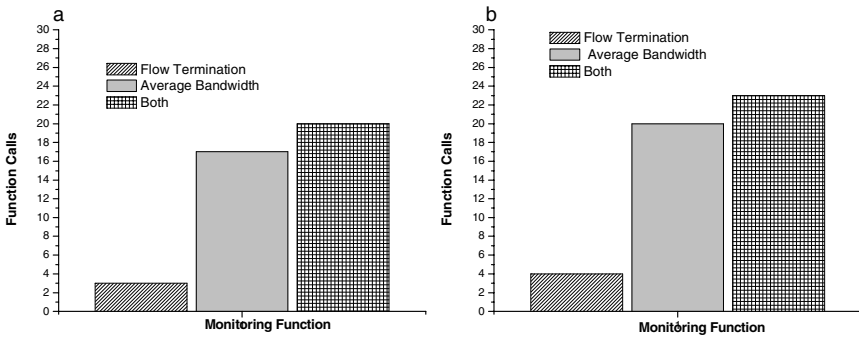 a
30
28
26
24
22
20
18
16
14
12
10
8
6
4
2
0
Function Calls
Flow Termination
Average Bandwidth
Both
Monitoring Function
b
30
28
26
24
22
20
18
16
14
12
10
8
6
4
2
0
Function Calls
Flow Termination
Average Bandwidth
Both
Monitoring Function